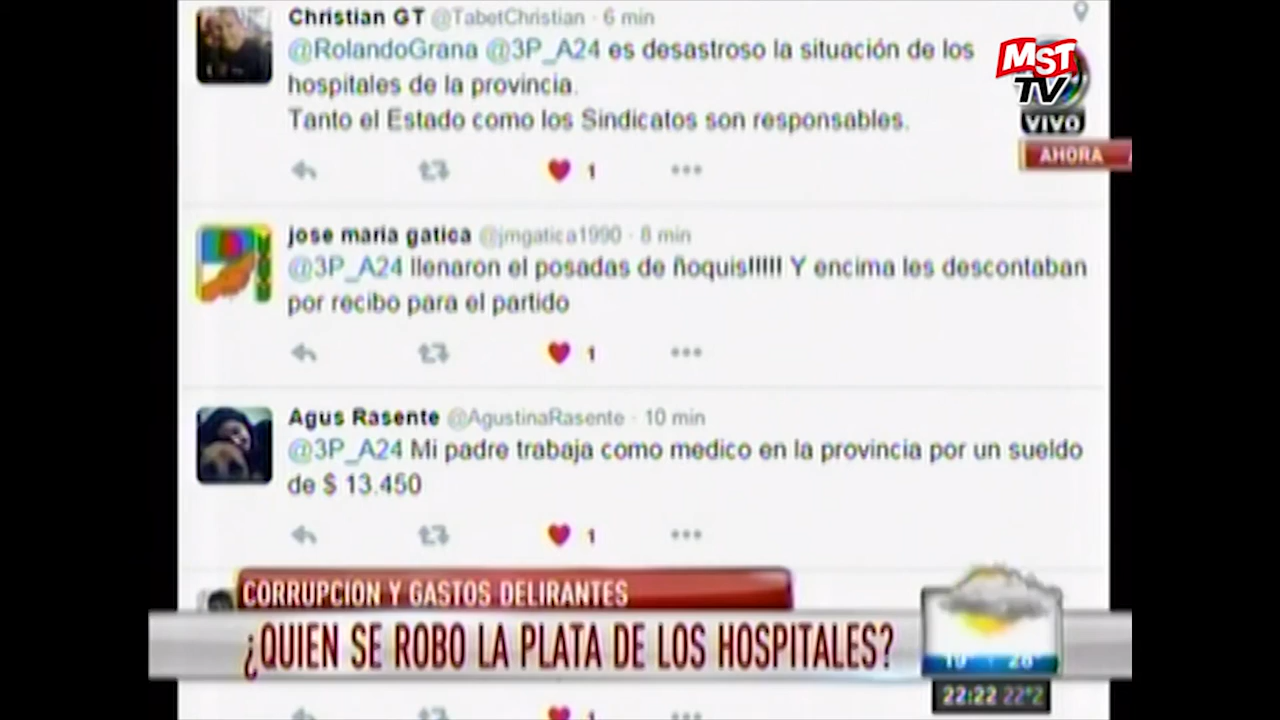 Christian GT @TabetChristian · 6 min
@RolandoGrana @3P_A24 es desastroso la situación de los
hospitales de la provincia.
Tanto el Estado como los Sindicatos son responsables.
1
MST
TV
VIVO
AHORA
jose maria gatica @jmgatica1990 · 8 min
@3P_A24 llenaron el posadas de ñoquis!!!!! Y encima les descontaban
por recibo para el partido
1
Agus Rasente @AgustinaRasente · 10 min
@3P_A24 Mi padre trabaja como medico en la provincia por un sueldo
de $ 13.450
1
CORRUPCION Y GASTOS DELIRANTES
¿QUIEN SE ROBO LA PLATA DE LOS HOSPITALES?
22:22 22°2
1